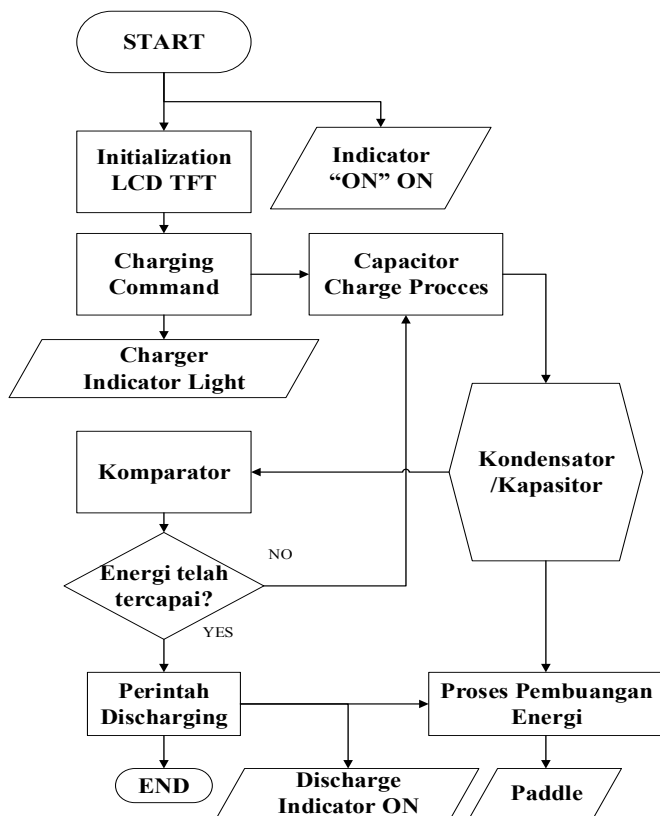 START
Initialization
LCD TFT
Indicator
“ON” ON
Charging
Command
Capacitor
Charge Procces
Charger
Indicator Light
Komparator
Kondensator
/Kapasitor
Energi telah
tercapai?
NO
YES
Perintah
Discharging
Proses Pembuangan
Energi
END
Discharge
Indicator ON
Paddle